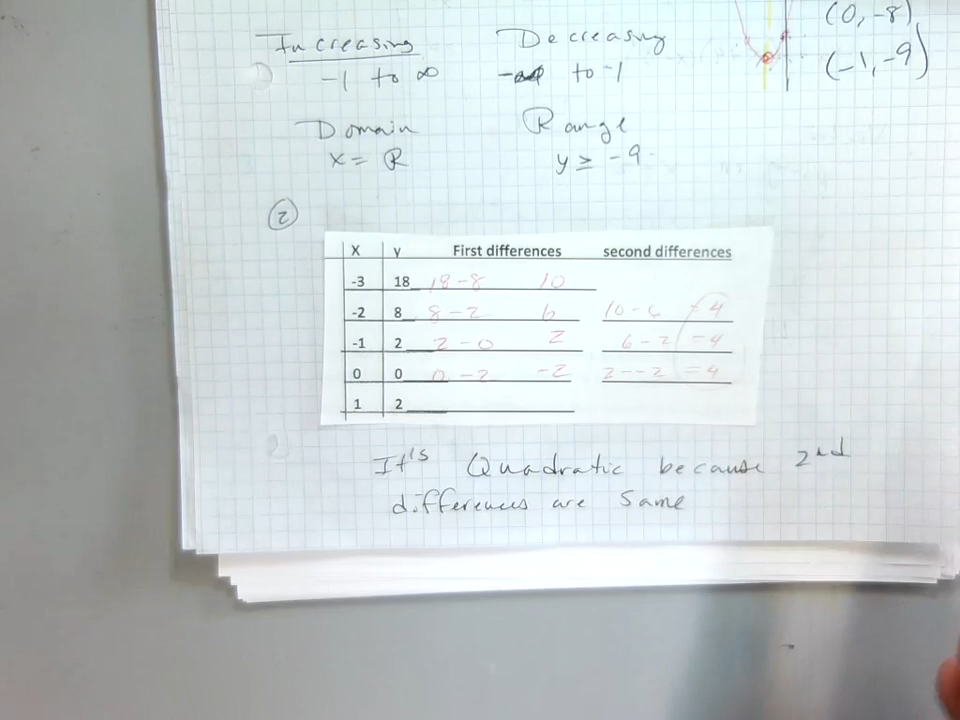 (0, -8)
Increasing Decreasing
-1 to ∞ -∞ to -1
(-1, -9)
Domain Range
x = R y ≥ -9
2
x y First differences second differences
-3 18 18-8 10
-2 8 8-2 6 10-6 = 4
-1 2 2-0 2 6-2 = 4
0 0 0-2 -2 2--2 = 4
1 2
It's Quadratic because 2nd
differences are same